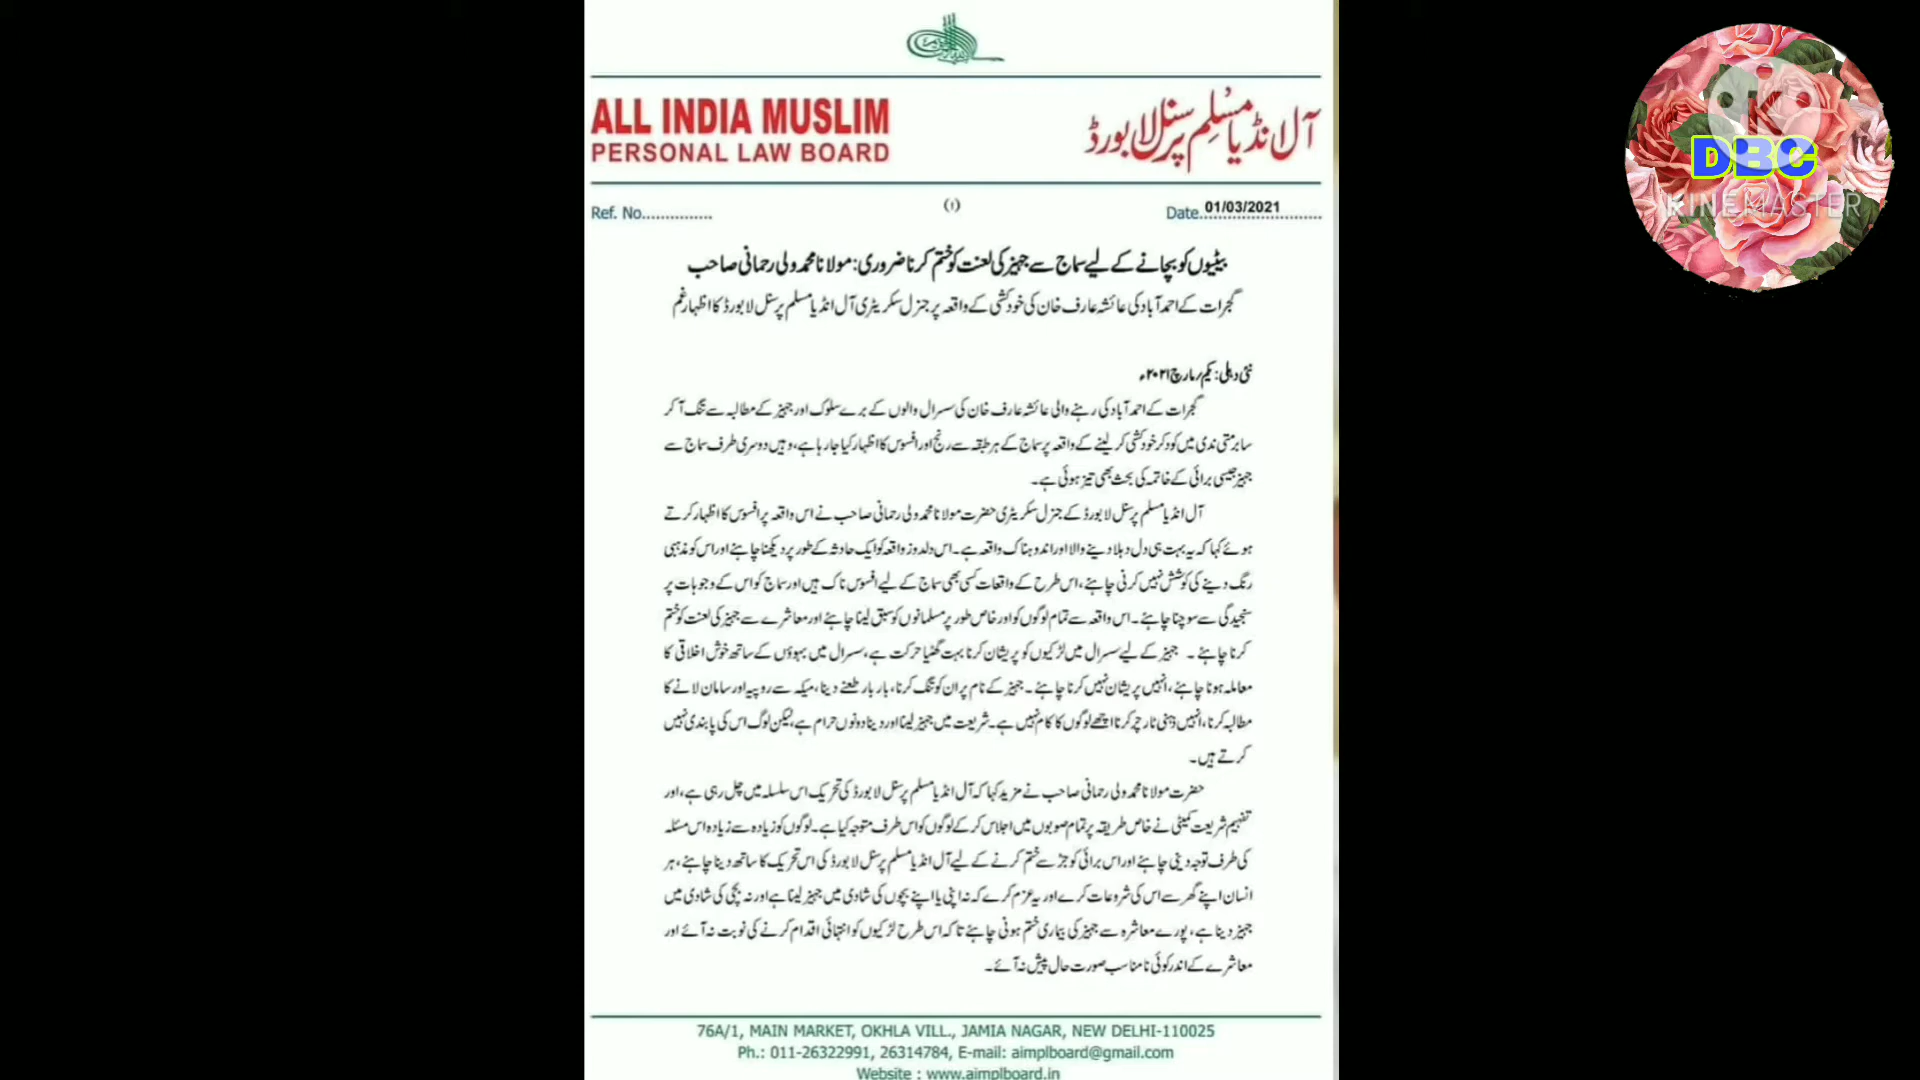 ALL INDIA MUSLIM
PERSONAL LAW BOARD
آل انڈیا مسلم پرسنل لا بورڈ
Ref. No...............
(۱)
Date. 01/03/2021
بیٹیوں کو بچانے کے لیے سماج سے جہیز کی لعنت کو ختم کرنا ضروری: مولانا محمد ولی رحمانی صاحب
گجرات کے احمد آباد کی عائشہ عارف خان کی خودکشی کے واقعہ پر جنرل سکریٹری آل انڈیا مسلم پرسنل لا بورڈ کا اظہار غم
نئی دہلی: یکم؍ مارچ ۲۰۲۱ء
گجرات کے احمد آباد کی رہنے والی عائشہ عارف خان کی سسرال والوں کے برے سلوک اور جہیز کے مطالبہ سے تنگ آ کر
سابرمتی ندی میں کود کر خودکشی کر لینے کے واقعہ پر سماج کے ہر طبقہ سے رنج اور افسوس کا اظہار کیا جا رہا ہے، وہیں دوسری طرف سماج سے
جہیز جیسی برائی کے خاتمہ کی بحث بھی تیز ہوئی ہے۔
آل انڈیا مسلم پرسنل لا بورڈ کے جنرل سکریٹری حضرت مولانا محمد ولی رحمانی صاحب نے اس واقعہ پر افسوس کا اظہار کرتے
ہوئے کہا کہ یہ بہت ہی دل دہلا دینے والا اور اندوہناک واقعہ ہے۔ اس دلدوز واقعہ کو ایک حادثہ کے طور پر دیکھنا چاہئے اور اس کو مذہبی
رنگ دینے کی کوشش نہیں کرنی چاہئے، اس طرح کے واقعات کسی بھی سماج کے لیے افسوس ناک ہیں اور سماج کو اس کے وجوہات پر
سنجیدگی سے سوچنا چاہئے۔ اس واقعہ سے تمام لوگوں کو اور خاص طور پر مسلمانوں کو سبق لینا چاہئے اور معاشرے سے جہیز کی لعنت کو ختم
کرنا چاہئے ۔ جہیز کے لیے سسرال میں لڑکیوں کو پریشان کرنا بہت گھٹیا حرکت ہے، سسرال میں بہوؤں کے ساتھ خوش اخلاقی کا
معاملہ ہونا چاہئے، انہیں پریشان نہیں کرنا چاہئے۔ جہیز کے نام پر ان کو تنگ کرنا، بار بار طعنے دینا، میکہ سے روپیہ اور سامان لانے کا
مطالبہ کرنا، انہیں ذہنی ٹارچر کرنا اچھے لوگوں کا کام نہیں ہے۔ شریعت میں جہیز لینا اور دینا دونوں حرام ہے، لیکن لوگ اس کی پابندی نہیں
کرتے ہیں۔
حضرت مولانا محمد ولی رحمانی صاحب نے مزید کہا کہ آل انڈیا مسلم پرسنل لا بورڈ کی تحریک اس سلسلہ میں چل رہی ہے، اور
تفہیم شریعت کمیٹی نے خاص طریقہ پر تمام صوبوں میں اجلاس کر کے لوگوں کو اس طرف متوجہ کیا ہے۔ لوگوں کو زیادہ سے زیادہ اس مسئلہ
کی طرف توجہ دینی چاہئے اور اس برائی کو جڑ سے ختم کرنے کے لیے آل انڈیا مسلم پرسنل لا بورڈ کی اس تحریک کا ساتھ دینا چاہئے، ہر
انسان اپنے گھر سے اس کی شروعات کرے اور یہ عزم کرے کہ نہ اپنی یا اپنے بچوں کی شادی میں جہیز لینا ہے اور نہ بچی کی شادی میں
جہیز دینا ہے، پورے معاشرہ سے جہیز کی بیماری ختم ہونی چاہئے تاکہ اس طرح لڑکیوں کو انتہائی اقدام کرنے کی نوبت نہ آئے اور
معاشرے کے اندر کوئی نامناسب صورت حال پیش نہ آئے۔
76A/1, MAIN MARKET, OKHLA VILL., JAMIA NAGAR, NEW DELHI-110025
Ph.: 011-26322991, 26314784, E-mail: aimplboard@gmail.com
Website : www.aimplboard.in
K
DBC
KINEMASTER